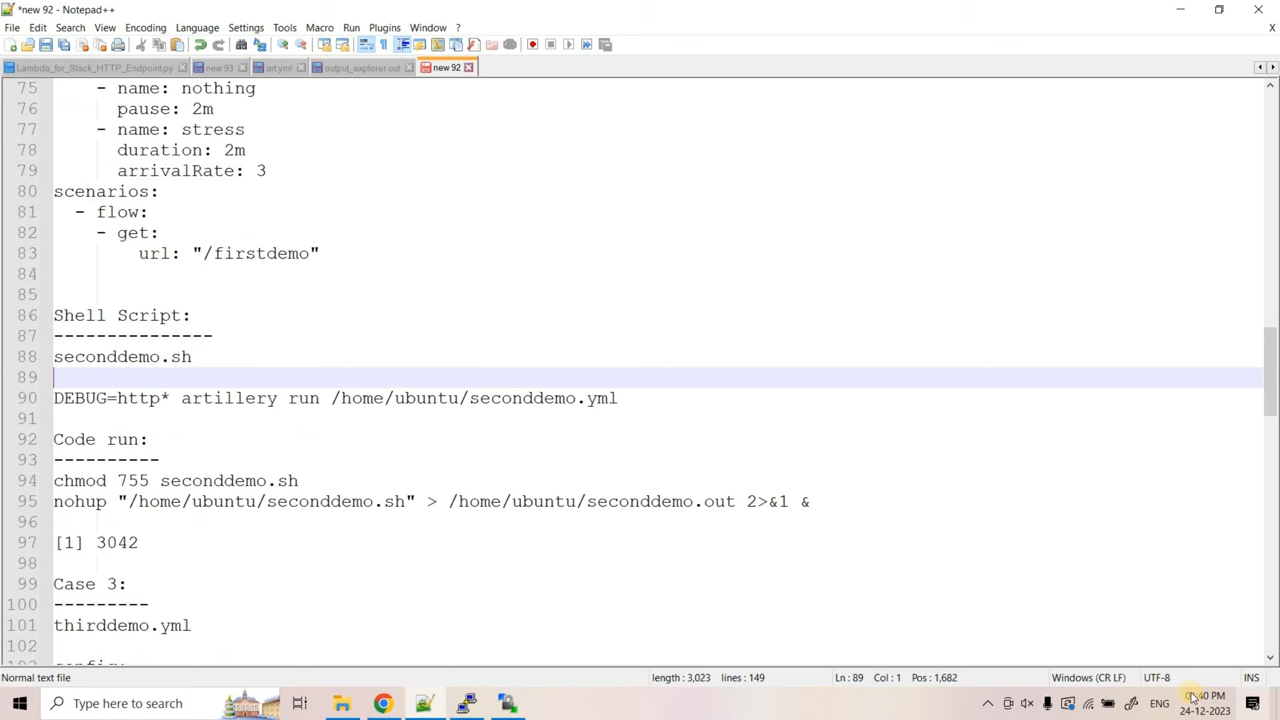 *new 92 - Notepad++
File Edit Search View Encoding Language Settings Tools Macro Run Plugins Window ?
X
Lambda_for_Slack_HTTP_Endpoint.py new 93 art.yml output_explorer.out new 92
75 - name: nothing
76 pause: 2m
77 - name: stress
78 duration: 2m
79 arrivalRate: 3
80 scenarios:
81 - flow:
82 - get:
83 url: "/firstdemo"
84
85
86 Shell Script:
87 ---------------
88 seconddemo.sh
89
90 DEBUG=http* artillery run /home/ubuntu/seconddemo.yml
91
92 Code run:
93 ----------
94 chmod 755 seconddemo.sh
95 nohup "/home/ubuntu/seconddemo.sh" > /home/ubuntu/seconddemo.out 2>&1 &
96
97 [1] 3042
98
99 Case 3:
100 ---------
101 thirddemo.yml
102
Normal text file length : 3,023 lines : 149 Ln : 89 Col : 1 Pos : 1,682 Windows (CR LF) UTF-8 INS
Type here to search ENG
PM
24-12-2023